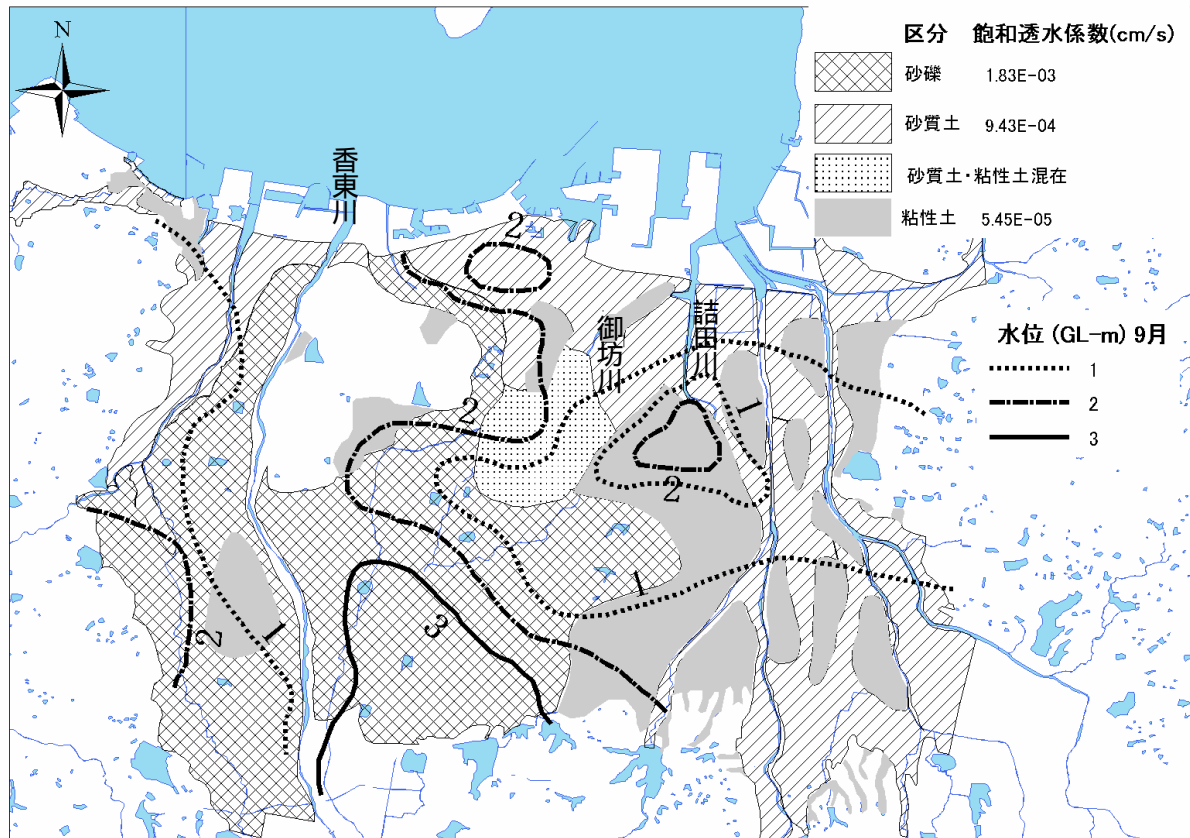 N
区分 飽和透水係数(cm/s)
砂礫 1.83E-03
砂質土 9.43E-04
砂質土・粘性土混在
粘性土 5.45E-05
香東川
2
御坊川
詰田川
水位 (GL-m) 9月
1
2
3
1
2
2
1
3
1
2